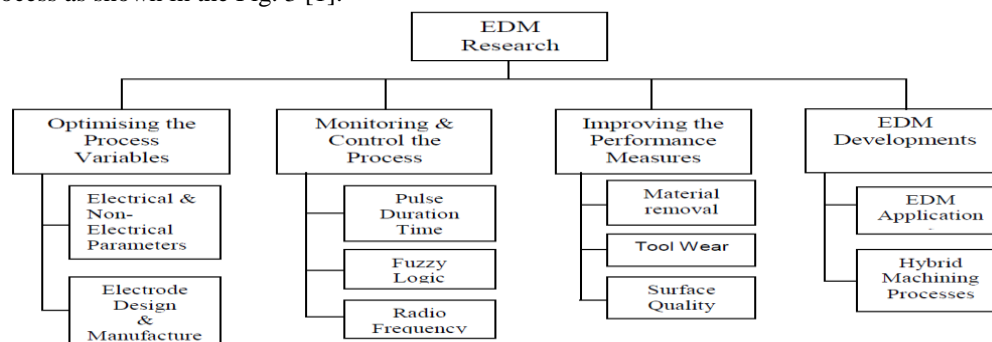 process as shown in the Fig. 3 [1].
EDM
Research
Optimising the
Process
Variables
Electrical &
Non-
Electrical
Parameters
Electrode
Design
&
Manufacture
Monitoring &
Control the
Process
Pulse
Duration
Time
Fuzzy
Logic
Radio
Frequency
Improving the
Performance
Measures
Material
removal
Tool Wear
Surface
Quality
EDM
Developments
EDM
Application
Hybrid
Machining
Processes